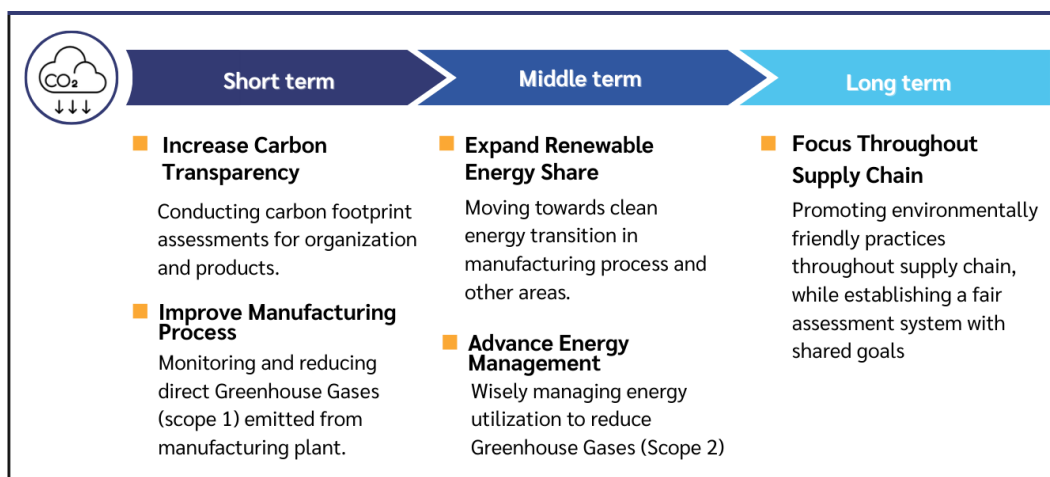 CO₂
Short term
Middle term
Long term
Increase Carbon
Transparency
Conducting carbon footprint
assessments for organization
and products.
Improve Manufacturing
Process
Monitoring and reducing
direct Greenhouse Gases
(scope 1) emitted from
manufacturing plant.
Expand Renewable
Energy Share
Moving towards clean
energy transition in
manufacturing process and
other areas.
Advance Energy
Management
Wisely managing energy
utilization to reduce
Greenhouse Gases (Scope 2)
Focus Throughout
Supply Chain
Promoting environmentally
friendly practices
throughout supply chain,
while establishing a fair
assessment system with
shared goals